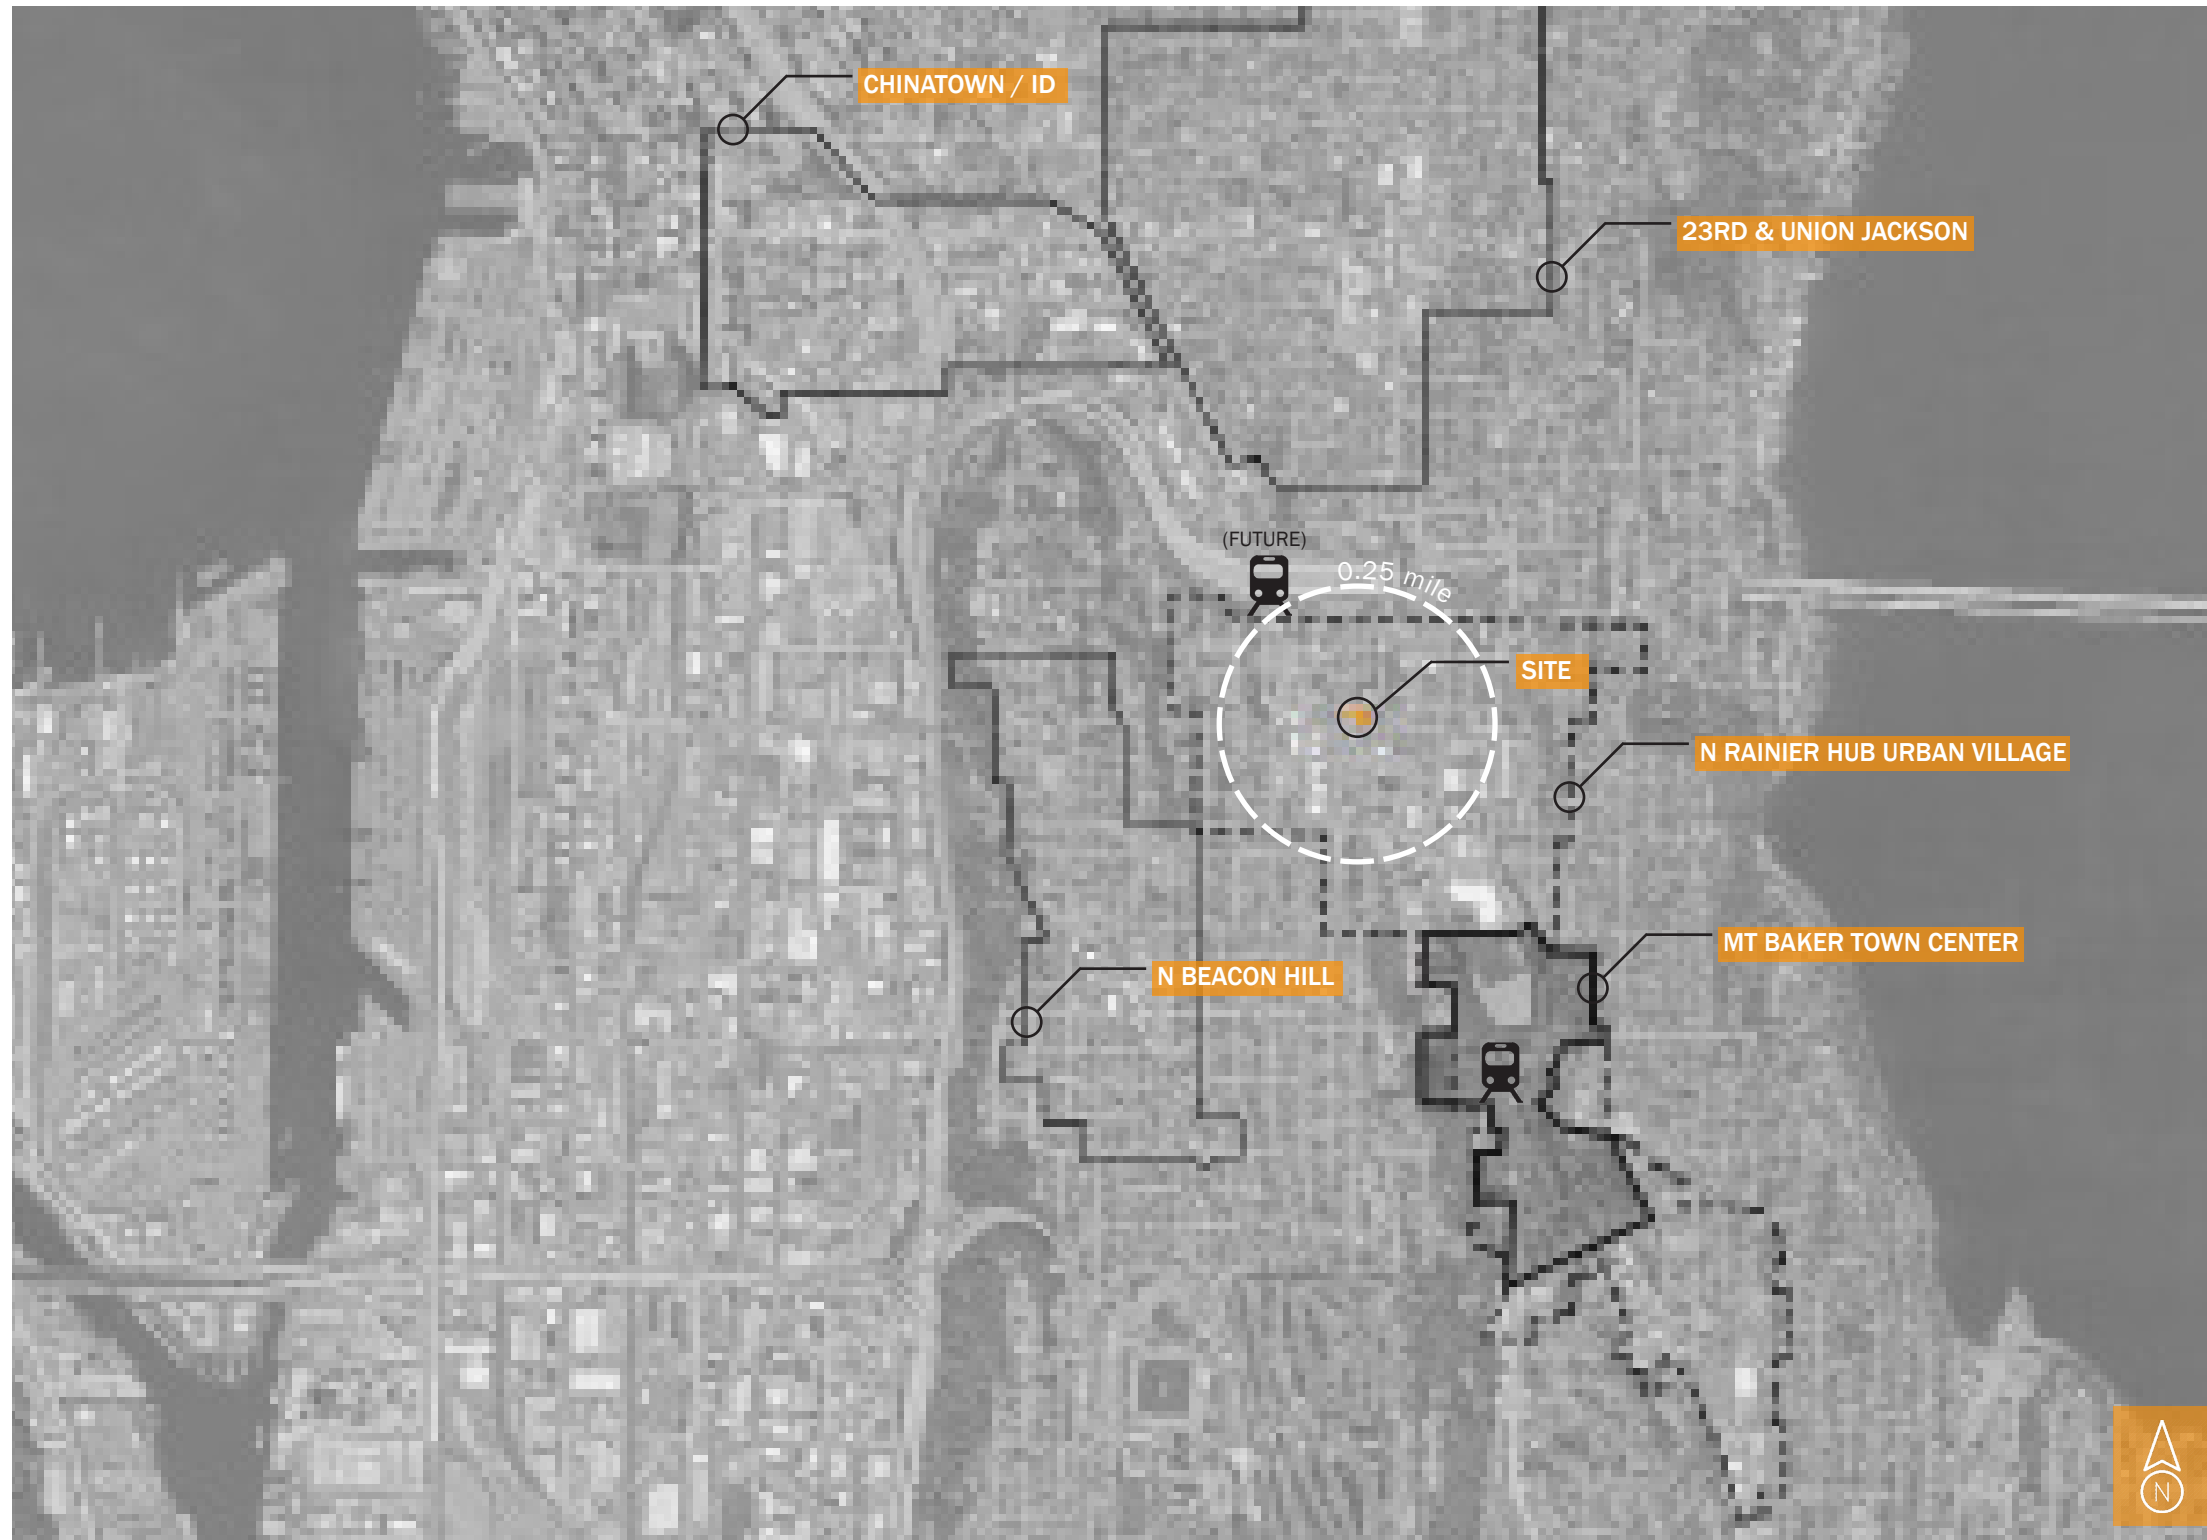 CHINATOWN / ID
23RD & UNION JACKSON
(FUTURE)
0.25 mile
SITE
N RAINIER HUB URBAN VILLAGE
MT BAKER TOWN CENTER
N BEACON HILL
N